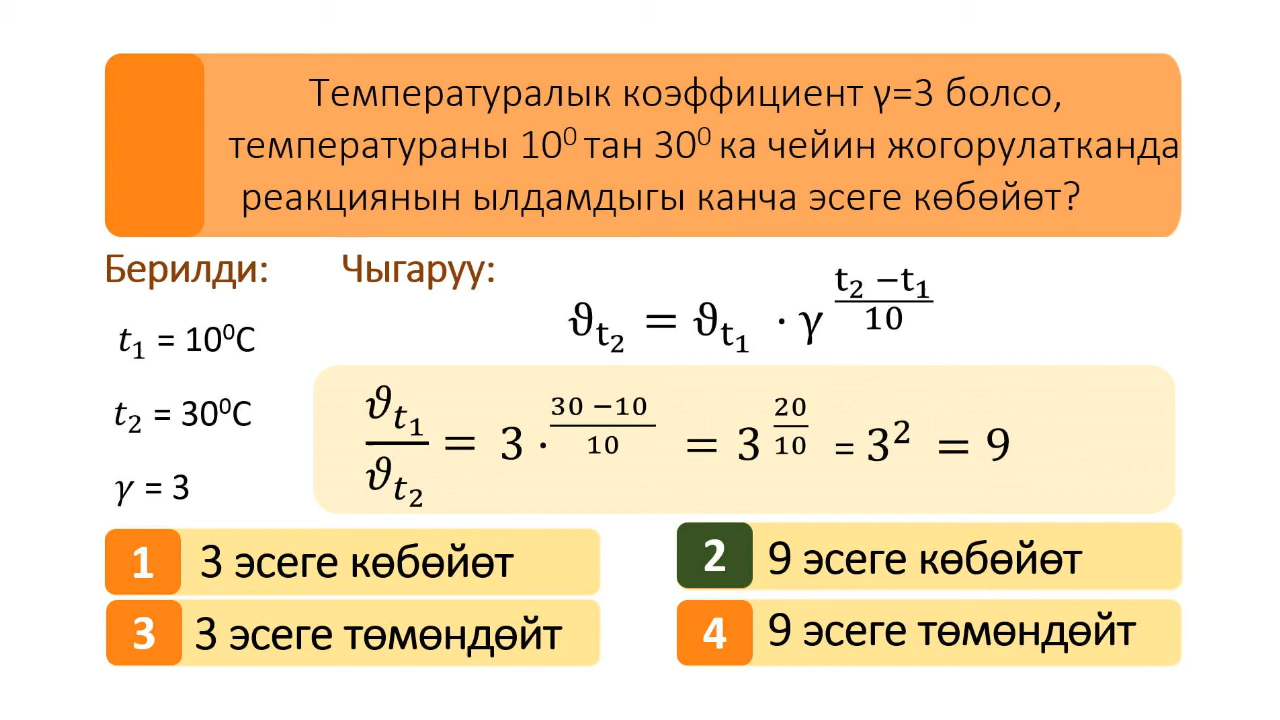 Температуралык коэффициент γ=3 болсо,
температураны 10⁰ тан 30⁰ ка чейин жогорулатканда
реакциянын ылдамдыгы канча эсеге көбөйөт?
Берилди: Чыгаруу:
ϑₜ₂ = ϑₜ₁ · γ^((t₂ −t₁)/10)
t₁ = 10⁰C
ϑₜ₁/ϑₜ₂ = 3 ·^((30 −10)/10) = 3^(20/10) = 3² = 9
t₂ = 30⁰C
γ = 3
1 3 эсеге көбөйөт
2 9 эсеге көбөйөт
3 3 эсеге төмөндөйт
4 9 эсеге төмөндөйт